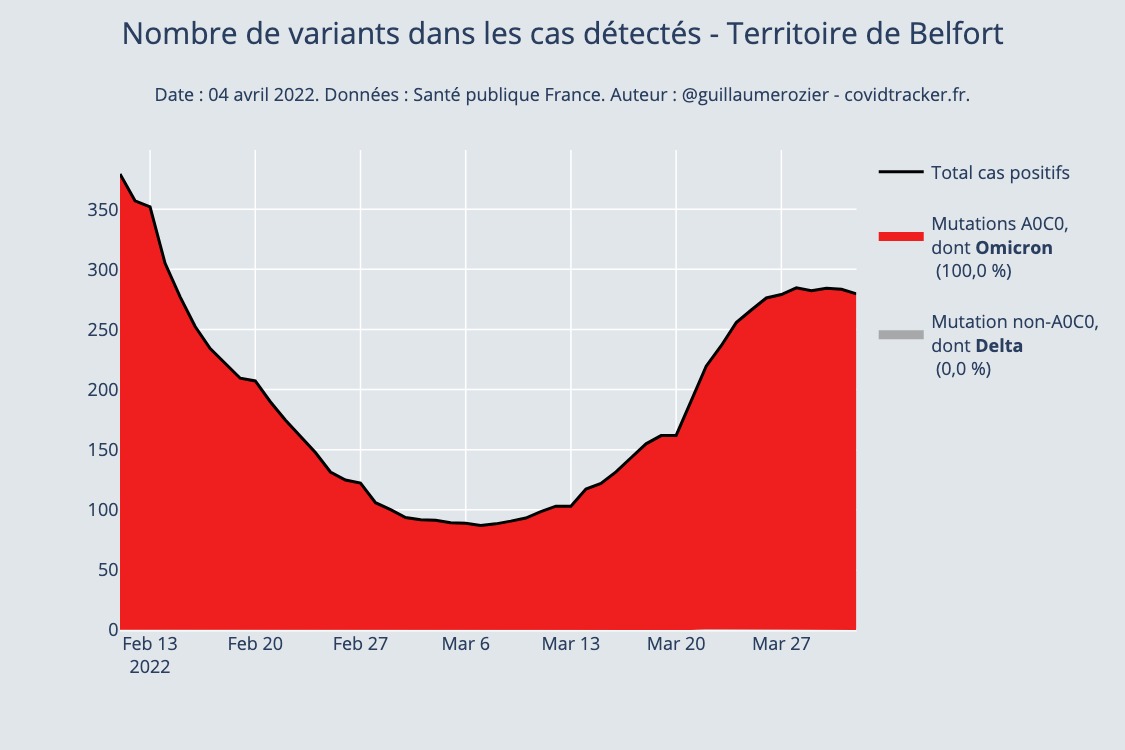 Nombre de variants dans les cas détectés - Territoire de Belfort
Date : 04 avril 2022. Données : Santé publique France. Auteur : @guillaumerozier - covidtracker.fr.
Total cas positifs
Mutations A0C0,
dont Omicron
(100,0 %)
Mutation non-A0C0,
dont Delta
(0,0 %)
350
300
250
200
150
100
50
0
Feb 13
2022
Feb 20
Feb 27
Mar 6
Mar 13
Mar 20
Mar 27